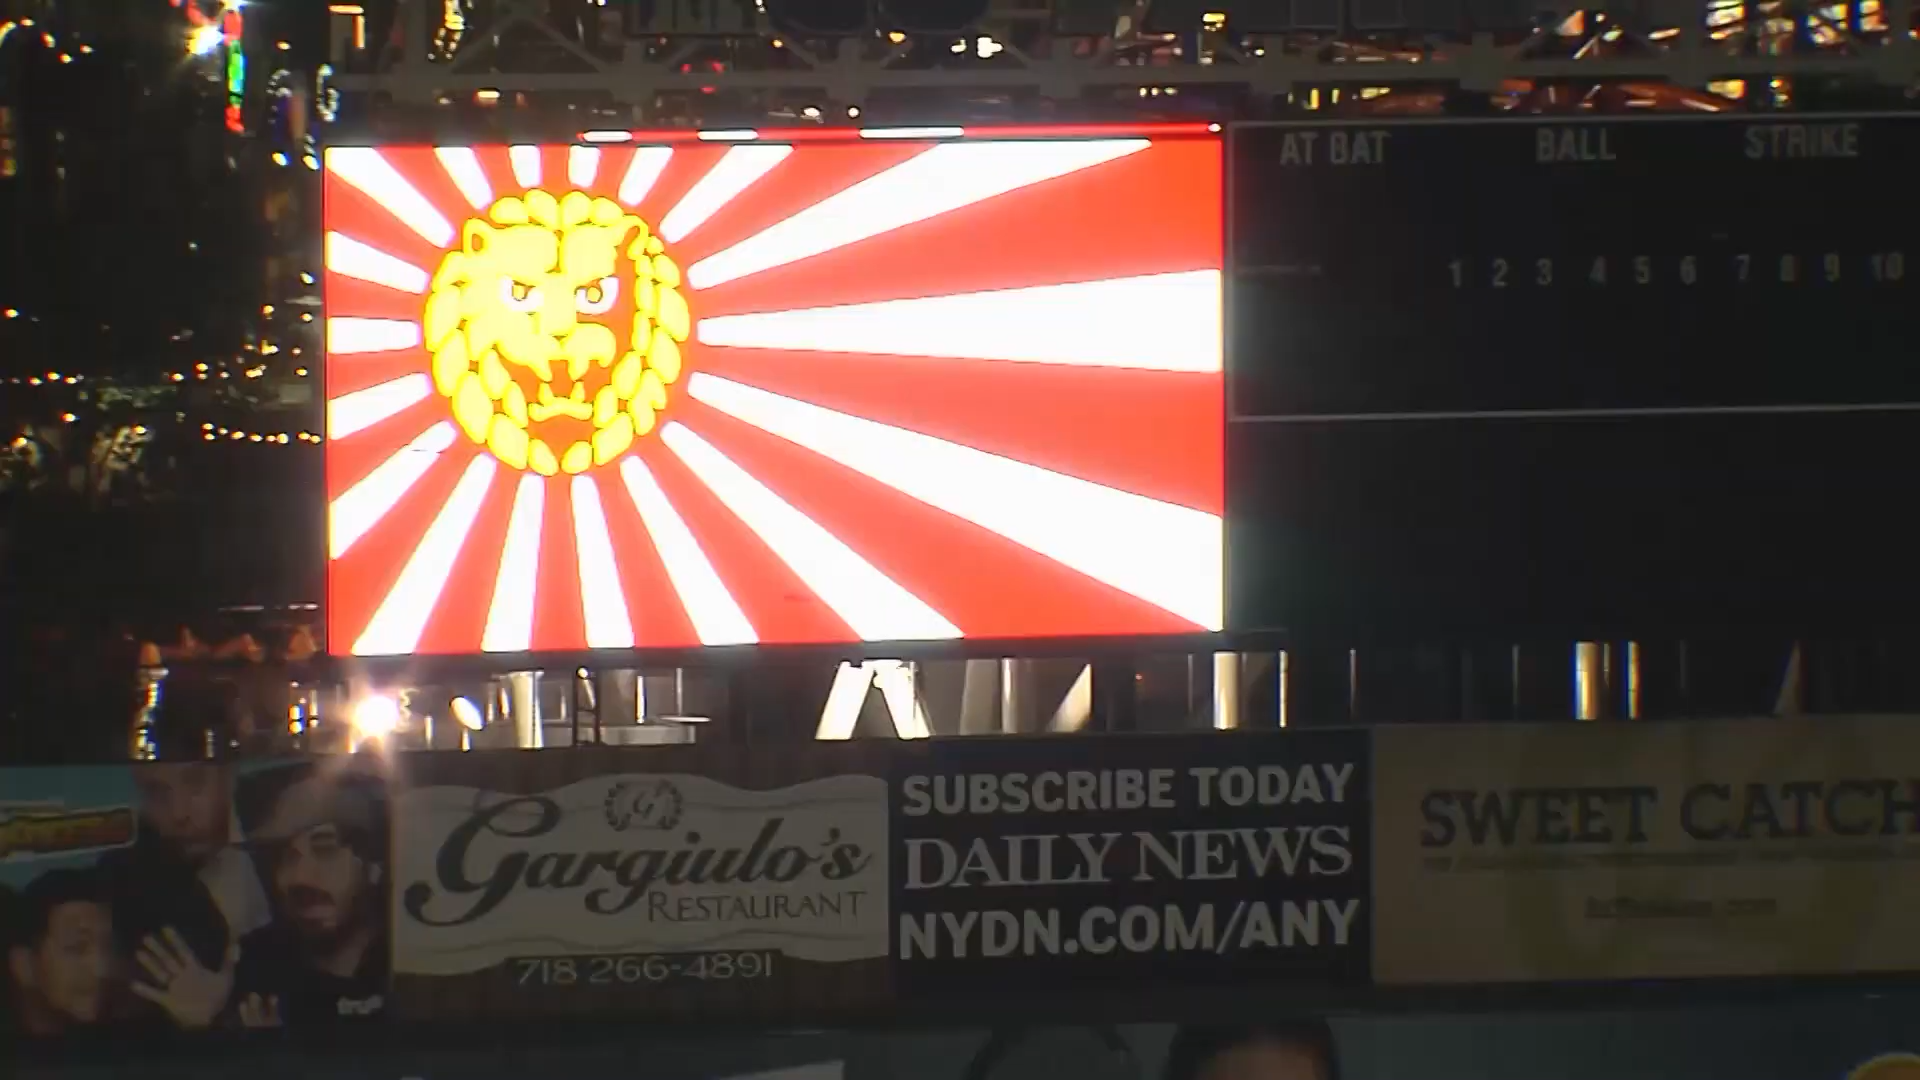 AT BAT BALL STRIKE
1 2 3 4 5 6 7 8 9 10
G
Gargiulo's
RESTAURANT
718 266-4891
SUBSCRIBE TODAY
DAILY NEWS
NYDN.COM/ANY
SWEET CATCH